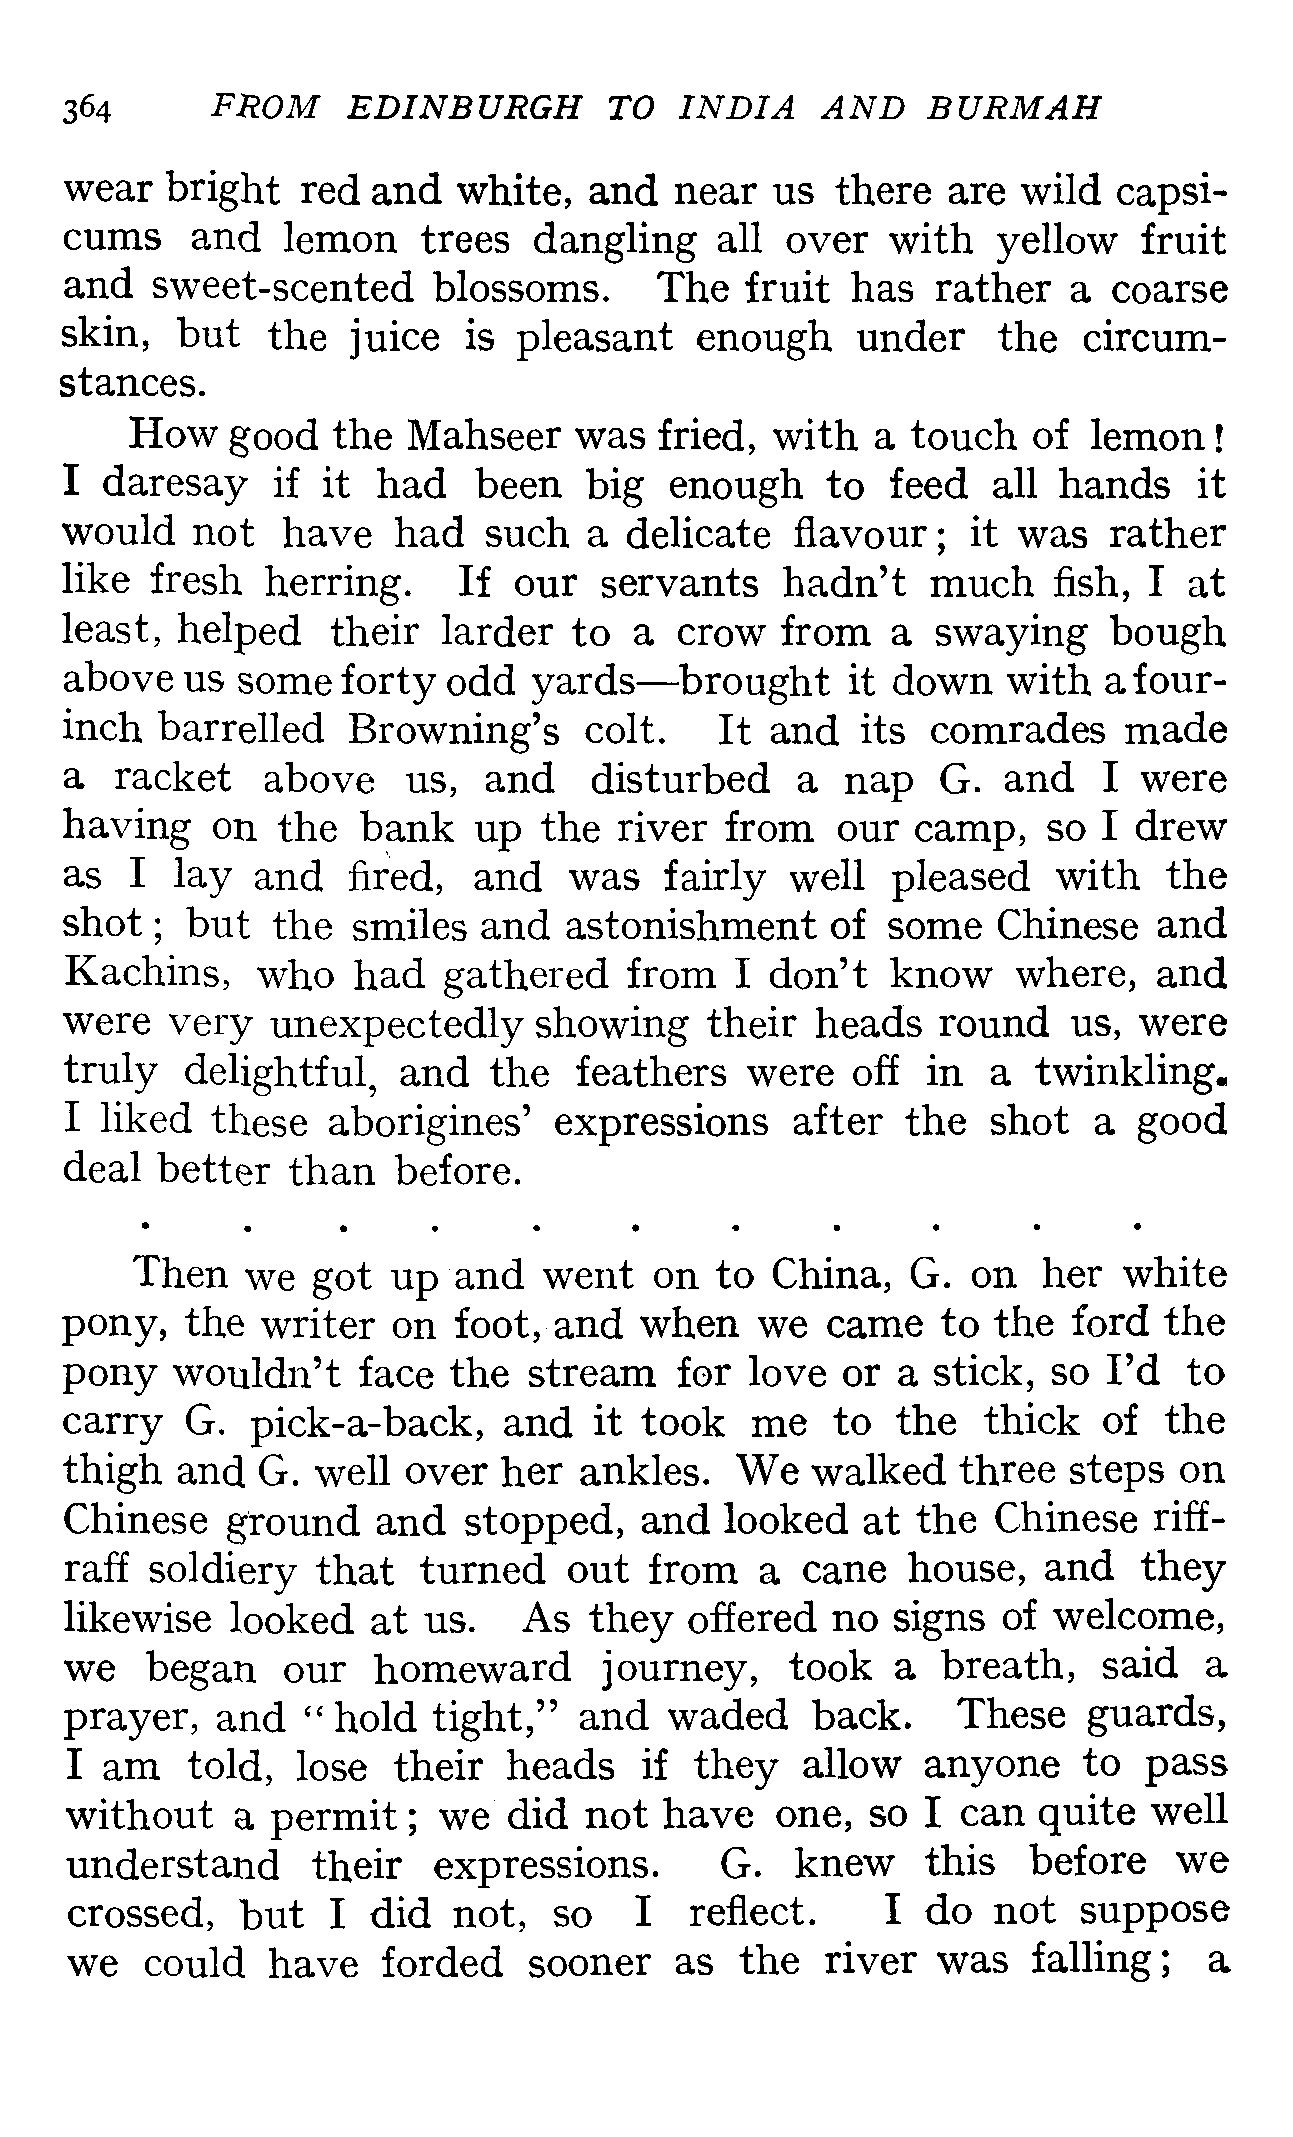 364 FROM EDINBURGH TO INDIA AND BURMAH
wear bright red and white, and near us there are wild capsi-
cums and lemon trees dangling all over with yellow fruit
and sweet-scented blossoms. The fruit has rather a coarse
skin, but the juice is pleasant enough under the circum-
stances.
How good the Mahseer was fried, with a touch of lemon!
I daresay if it had been big enough to feed all hands it
would not have had such a delicate flavour; it was rather
like fresh herring. If our servants hadn't much fish, I at
least, helped their larder to a crow from a swaying bough
above us some forty odd yards—brought it down with a four-
inch barrelled Browning's colt. It and its comrades made
a racket above us, and disturbed a nap G. and I were
having on the bank up the river from our camp, so I drew
as I lay and fired, and was fairly well pleased with the
shot; but the smiles and astonishment of some Chinese and
Kachins, who had gathered from I don't know where, and
were very unexpectedly showing their heads round us, were
truly delightful, and the feathers were off in a twinkling.
I liked these aborigines' expressions after the shot a good
deal better than before.
. . . . . . . . . . .
Then we got up and went on to China, G. on her white
pony, the writer on foot, and when we came to the ford the
pony wouldn't face the stream for love or a stick, so I'd to
carry G. pick-a-back, and it took me to the thick of the
thigh and G. well over her ankles. We walked three steps on
Chinese ground and stopped, and looked at the Chinese riff-
raff soldiery that turned out from a cane house, and they
likewise looked at us. As they offered no signs of welcome,
we began our homeward journey, took a breath, said a
prayer, and "hold tight," and waded back. These guards,
I am told, lose their heads if they allow anyone to pass
without a permit; we did not have one, so I can quite well
understand their expressions. G. knew this before we
crossed, but I did not, so I reflect. I do not suppose
we could have forded sooner as the river was falling; a